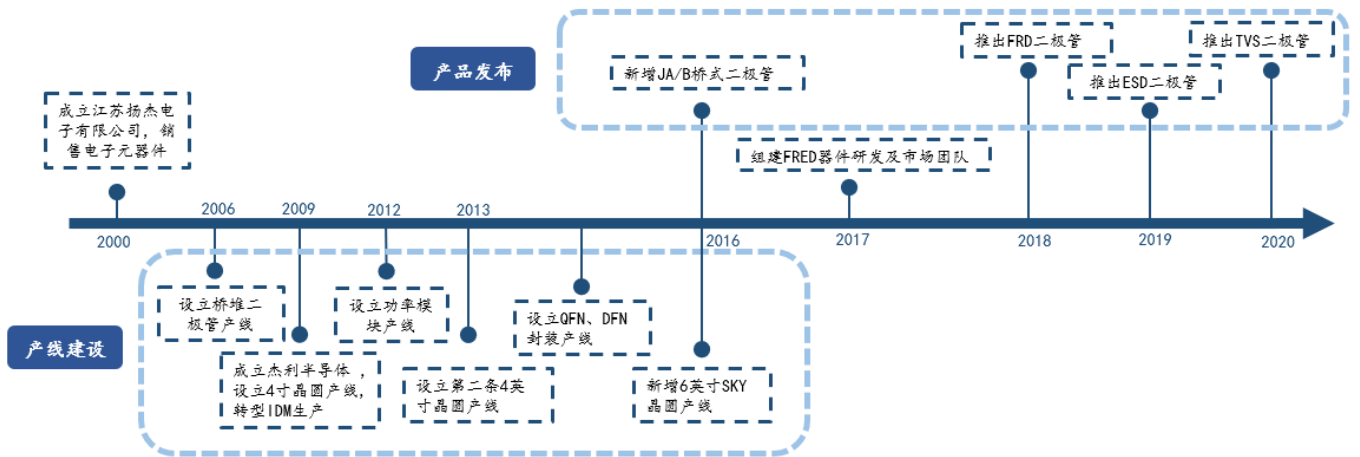 产品发布
推出FRD二极管
推出TVS二极管
新增JA/B桥式二极管
推出ESD二极管
成立江苏扬杰电
子有限公司，销
售电子元器件
组建FRED器件研发及市场团队
2006
2009
2012
2013
2000
2016
2017
2018
2019
2020
产线建设
设立桥堆二
极管产线
设立功率模
块产线
设立QFN、DFN
封装产线
成立杰利半导体，
设立4寸晶圆产线，
转型IDM生产
设立第二条4英
寸晶圆产线
新增6英寸SKY
晶圆产线